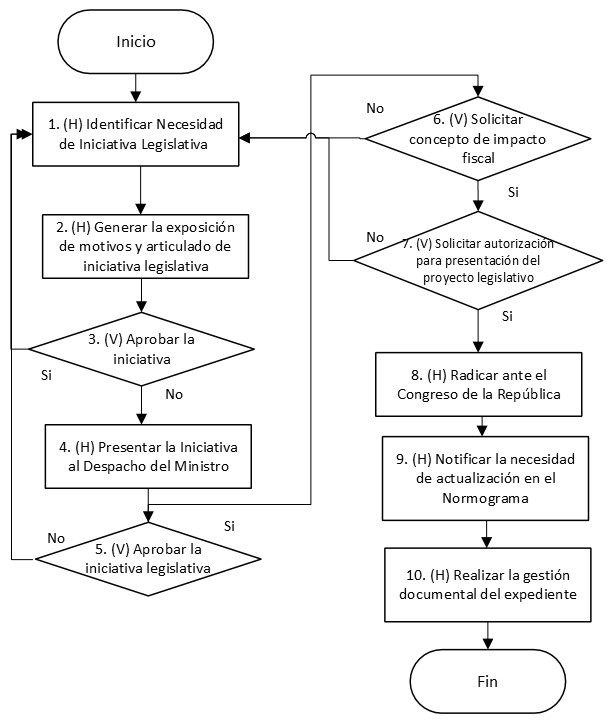 Inicio
1. (H) Identificar Necesidad
de Iniciativa Legislativa
2. (H) Generar la exposición
de motivos y articulado de
iniciativa legislativa
3. (V) Aprobar la
iniciativa
Si
No
4. (H) Presentar la Iniciativa
al Despacho del Ministro
No
Si
5. (V) Aprobar la
iniciativa legislativa
No
6. (V) Solicitar
concepto de impacto
fiscal
Si
No
7. (V) Solicitar autorización
para presentación del
proyecto legislativo
Si
8. (H) Radicar ante el
Congreso de la República
9. (H) Notificar la necesidad
de actualización en el
Normograma
10. (H) Realizar la gestión
documental del expediente
Fin